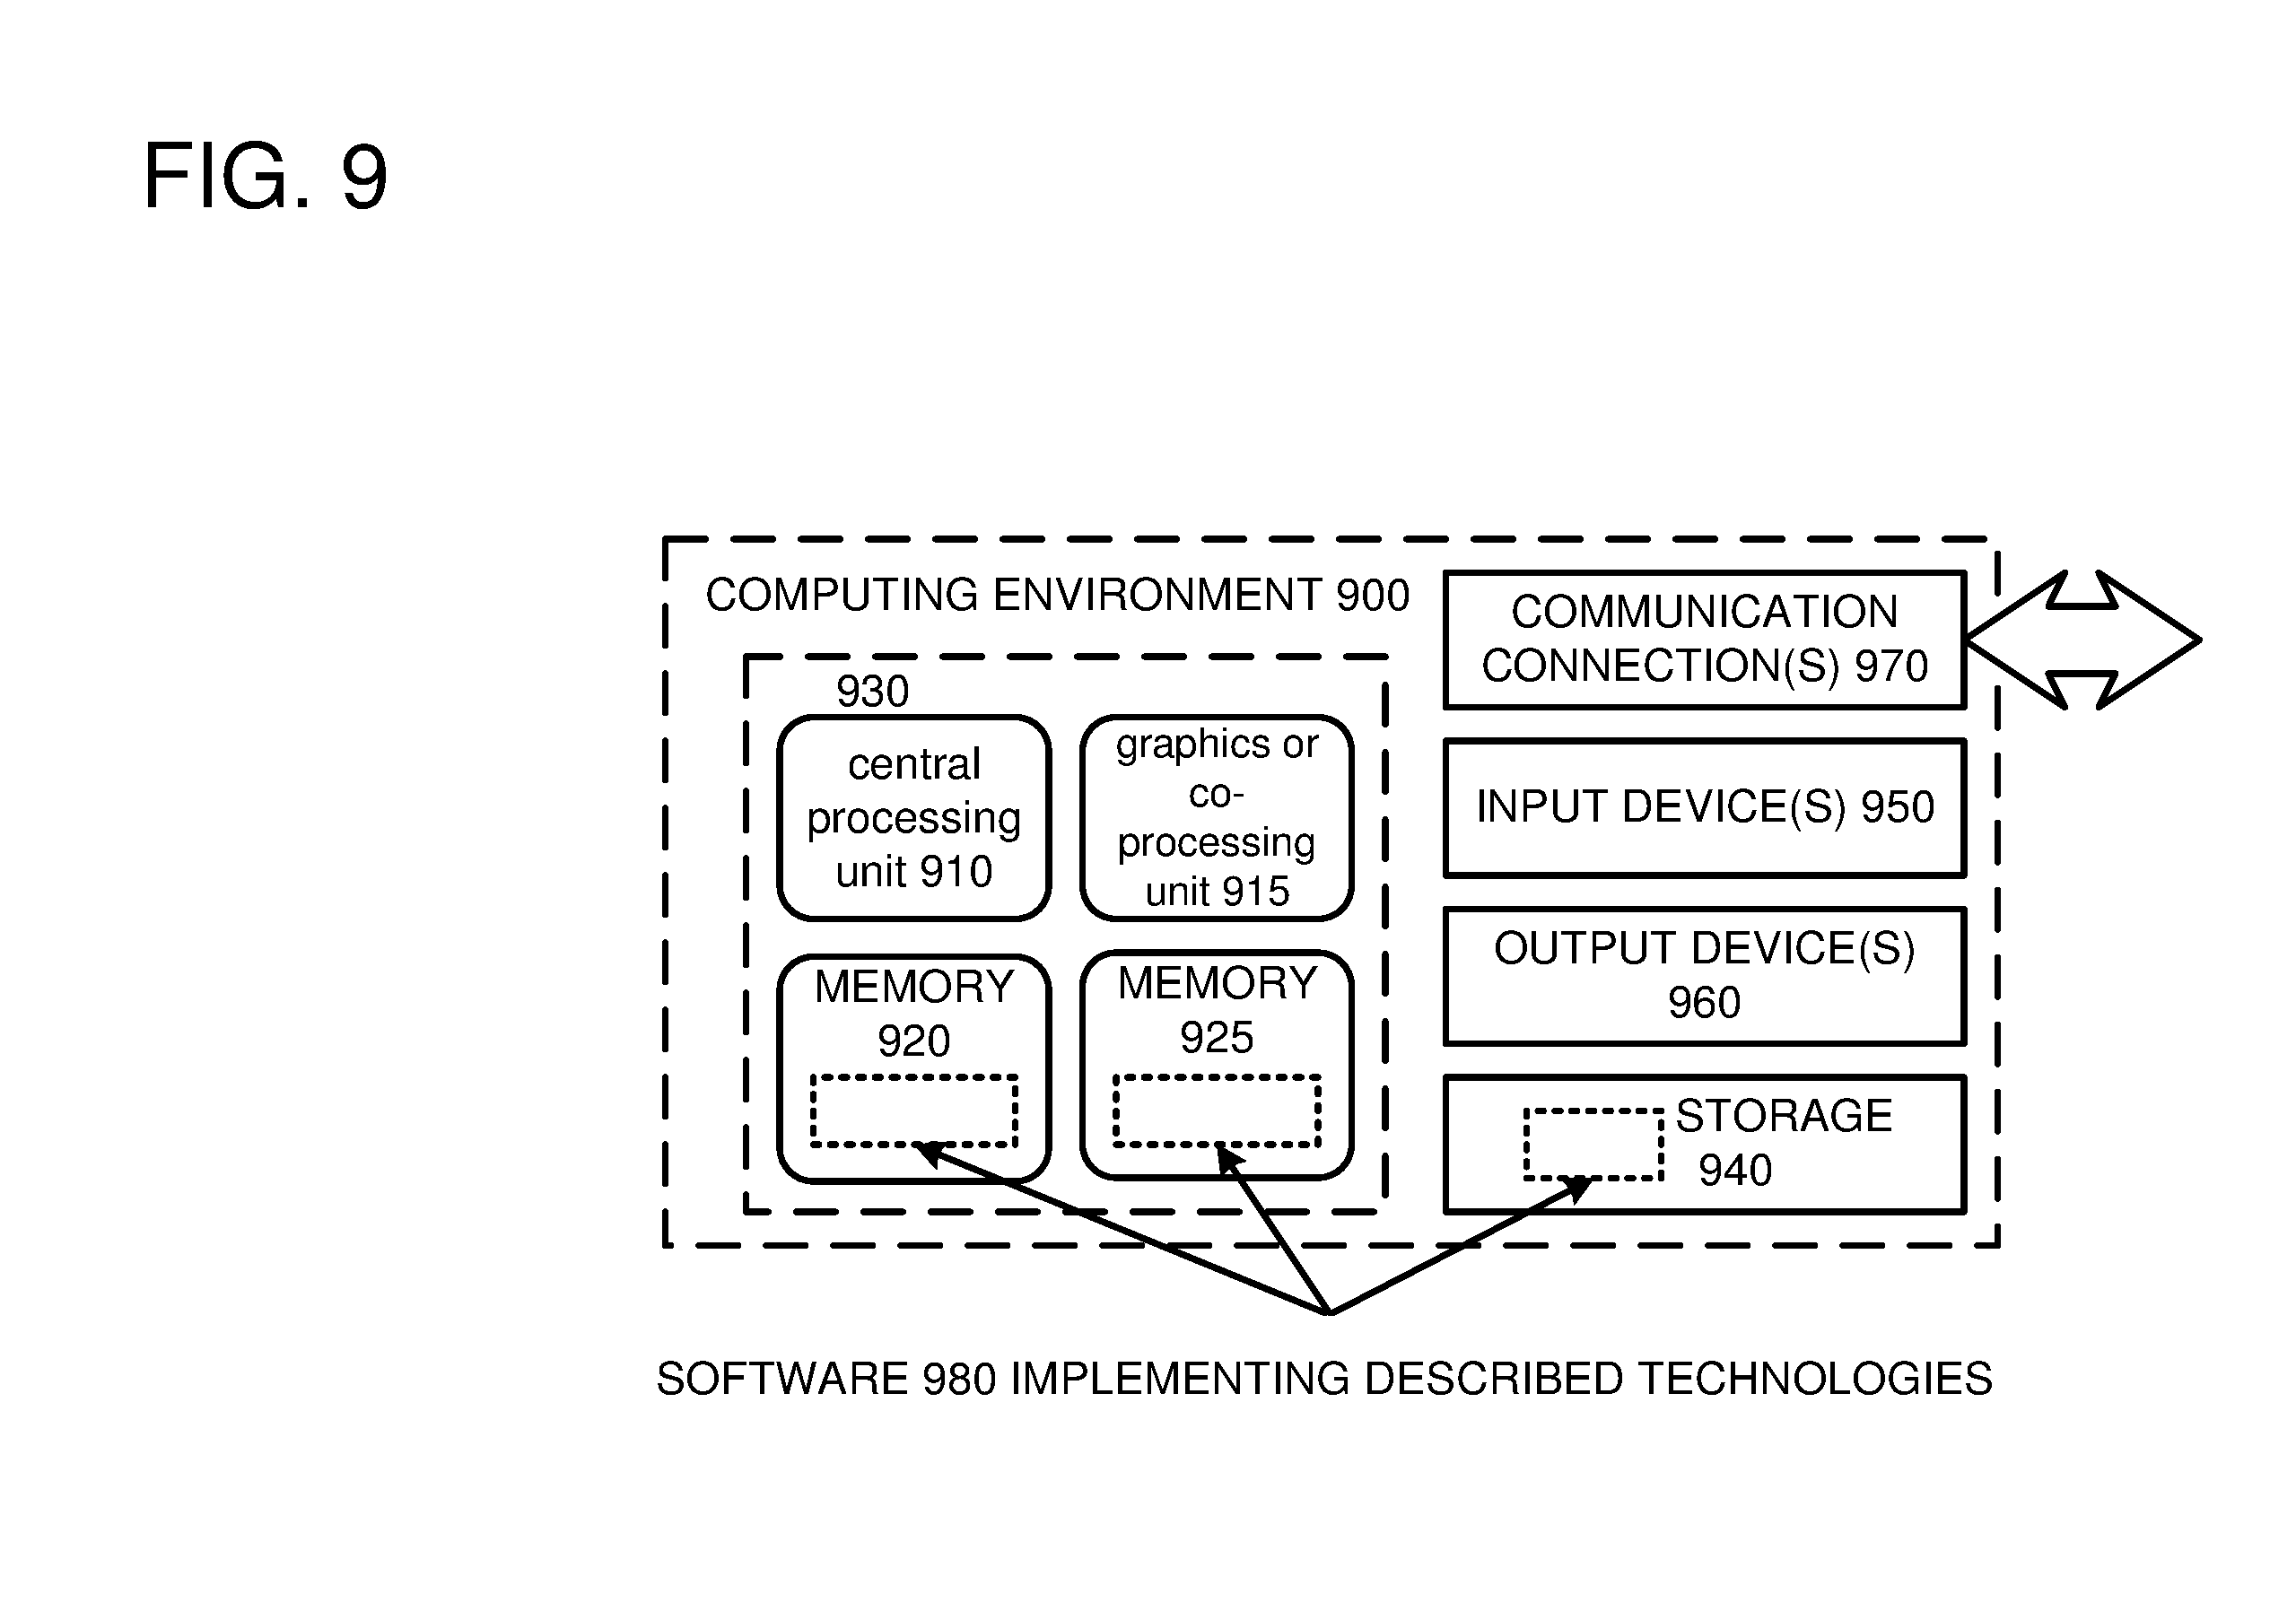 FIG. 9
COMPUTING ENVIRONMENT 900
930
central
processing
unit 910
graphics or
co-
processing
unit 915
MEMORY
920
MEMORY
925
COMMUNICATION
CONNECTION(S) 970
INPUT DEVICE(S) 950
OUTPUT DEVICE(S)
960
STORAGE
940
SOFTWARE 980 IMPLEMENTING DESCRIBED TECHNOLOGIES